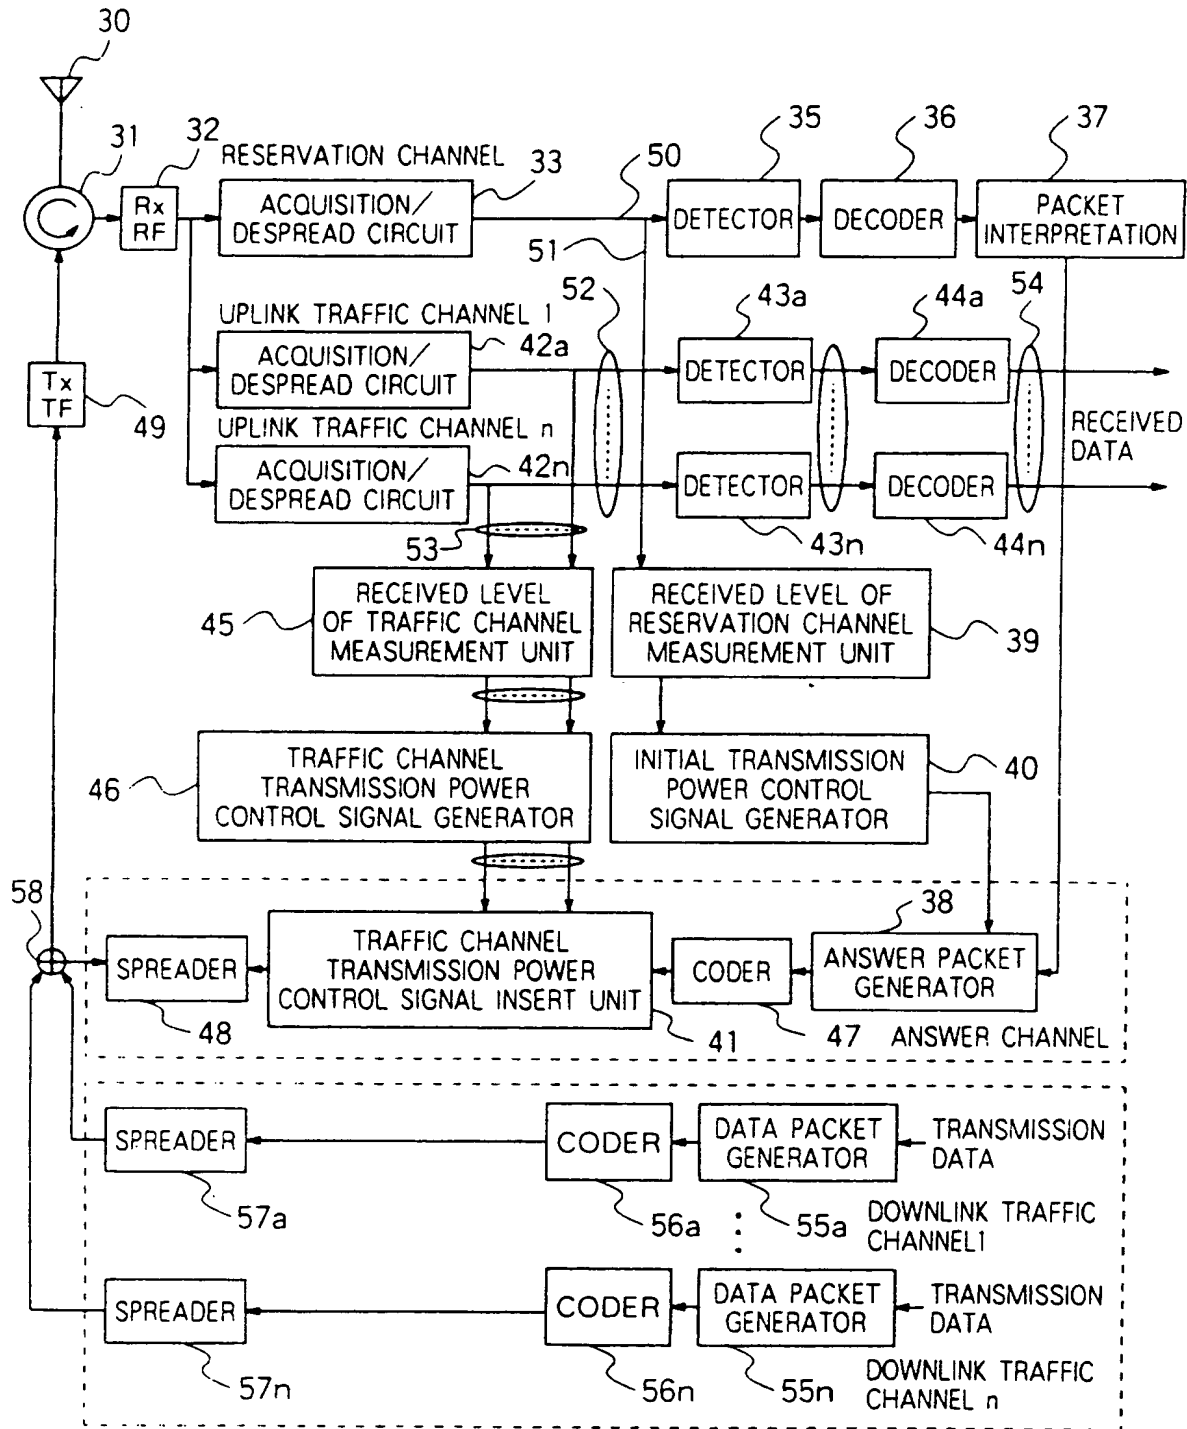 30
31
32
RESERVATION CHANNEL
33
50
35
36
37
Rx
RF
ACQUISITION/
DESPREAD CIRCUIT
DETECTOR
DECODER
PACKET
INTERPRETATION
51
52
43a
44a
54
UPLINK TRAFFIC CHANNEL 1
42a
ACQUISITION/
DESPREAD CIRCUIT
DETECTOR
DECODER
Tx
TF
49
UPLINK TRAFFIC CHANNEL n
42n
RECEIVED
DATA
ACQUISITION/
DESPREAD CIRCUIT
DETECTOR
DECODER
53
43n
44n
45
RECEIVED LEVEL
OF TRAFFIC CHANNEL
MEASUREMENT UNIT
RECEIVED LEVEL OF
RESERVATION CHANNEL
MEASUREMENT UNIT
39
46
TRAFFIC CHANNEL
TRANSMISSION POWER
CONTROL SIGNAL GENERATOR
INITIAL TRANSMISSION
POWER CONTROL
SIGNAL GENERATOR
40
58
38
SPREADER
TRAFFIC CHANNEL
TRANSMISSION POWER
CONTROL SIGNAL INSERT UNIT
CODER
ANSWER PACKET
GENERATOR
48
41
47
ANSWER CHANNEL
SPREADER
CODER
DATA PACKET
GENERATOR
TRANSMISSION
DATA
57a
56a
55a
DOWNLINK TRAFFIC
CHANNEL1
SPREADER
CODER
DATA PACKET
GENERATOR
TRANSMISSION
DATA
57n
56n
55n
DOWNLINK TRAFFIC
CHANNEL n